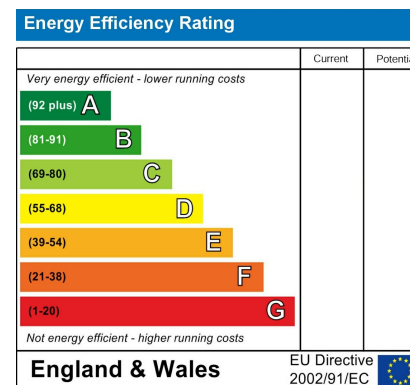 Energy Efficiency Rating
Current Potenti
Very energy efficient - lower running costs
(92 plus) A
(81-91) B
(69-80) C
(55-68) D
(39-54) E
(21-38) F
(1-20) G
Not energy efficient - higher running costs
England & Wales
EU Directive
2002/91/EC